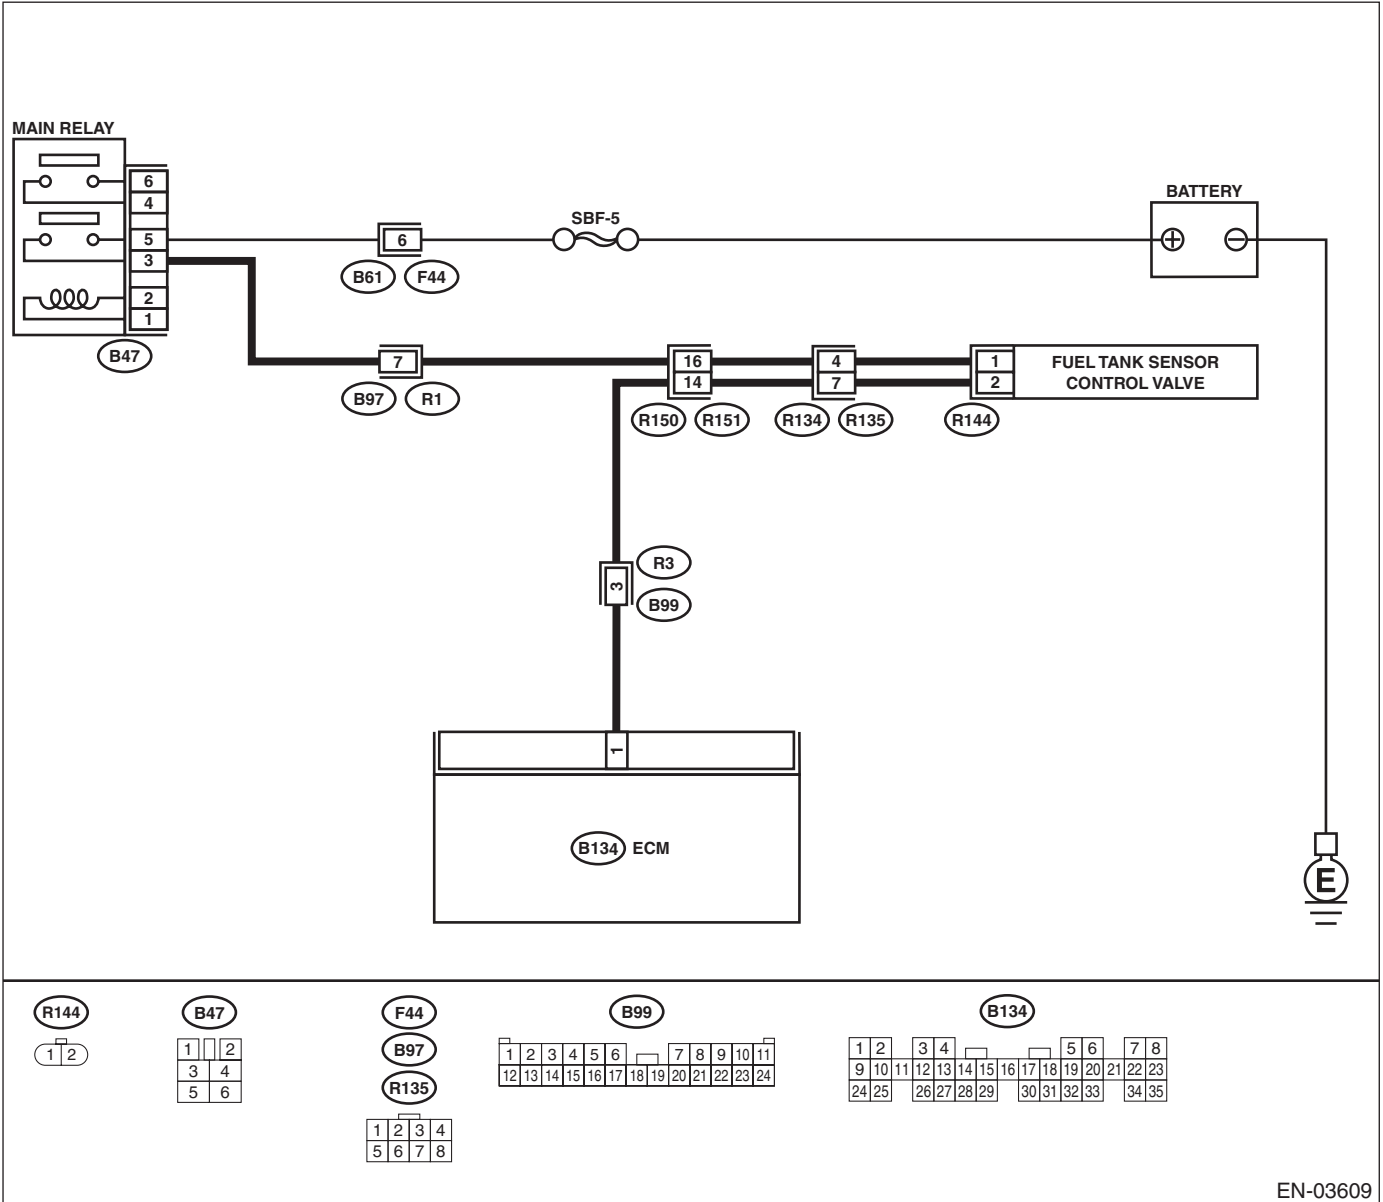 MAIN RELAY
6
4
5
3
2
1
B47
6
B61 F44
SBF-5
BATTERY
+ −
7
B97 R1
16
14
R150 R151
4
7
R134 R135
1
2
R144
FUEL TANK SENSOR
CONTROL VALVE
3
R3
B99
1
B134 ECM
E
R144
1 2
B47
1 2
3 4
5 6
F44
B97
R135
1 2 3 4
5 6 7 8
B99
1 2 3 4 5 6 7 8 9 10 11
12 13 14 15 16 17 18 19 20 21 22 23 24
B134
1 2 3 4 5 6 7 8
9 10 11 12 13 14 15 16 17 18 19 20 21 22 23
24 25 26 27 28 29 30 31 32 33 34 35
EN-03609